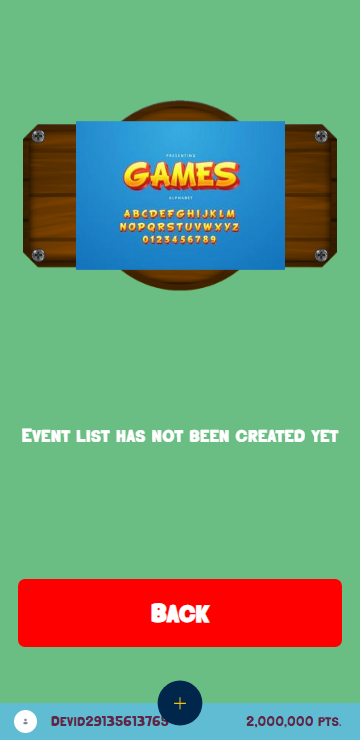 PRESENTING
GAMES
ALPHABET
ABCDEFGHIJKLM
NOPQRSTUVWXYZ
0123456789
Event list has not been created yet
Back
Devid29135613765
2,000,000 pts.